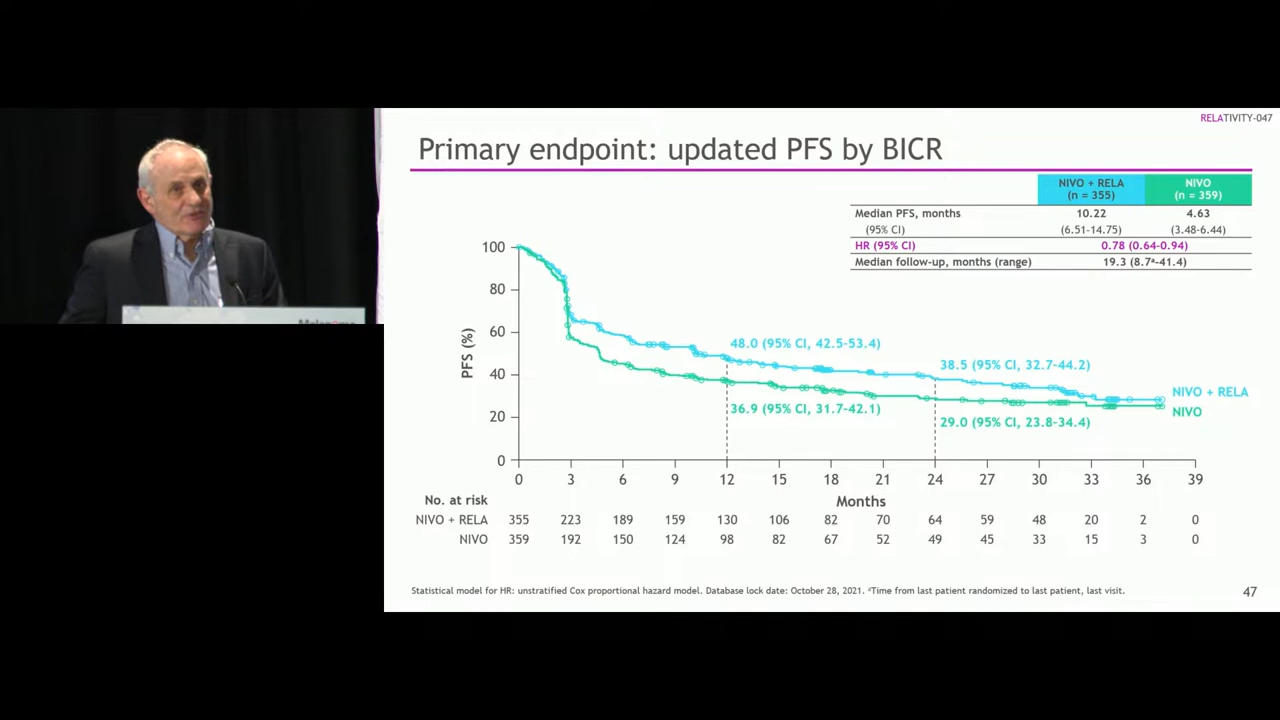 RELATIVITY-047
Primary endpoint: updated PFS by BICR
NIVO + RELA (n = 355) NIVO (n = 359)
Median PFS, months 10.22 4.63
(95% CI) (6.51-14.75) (3.48-6.44)
HR (95% CI) 0.78 (0.64-0.94)
Median follow-up, months (range) 19.3 (8.7ᵃ-41.4)
PFS (%)
100
80
60
40
20
0
48.0 (95% CI, 42.5-53.4)
38.5 (95% CI, 32.7-44.2)
NIVO + RELA
NIVO
36.9 (95% CI, 31.7-42.1)
29.0 (95% CI, 23.8-34.4)
0 3 6 9 12 15 18 21 24 27 30 33 36 39
Months
No. at risk
NIVO + RELA 355 223 189 159 130 106 82 70 64 59 48 20 2 0
NIVO 359 192 150 124 98 82 67 52 49 45 33 15 3 0
Statistical model for HR: unstratified Cox proportional hazard model. Database lock date: October 28, 2021. ᵃTime from last patient randomized to last patient, last visit.
47